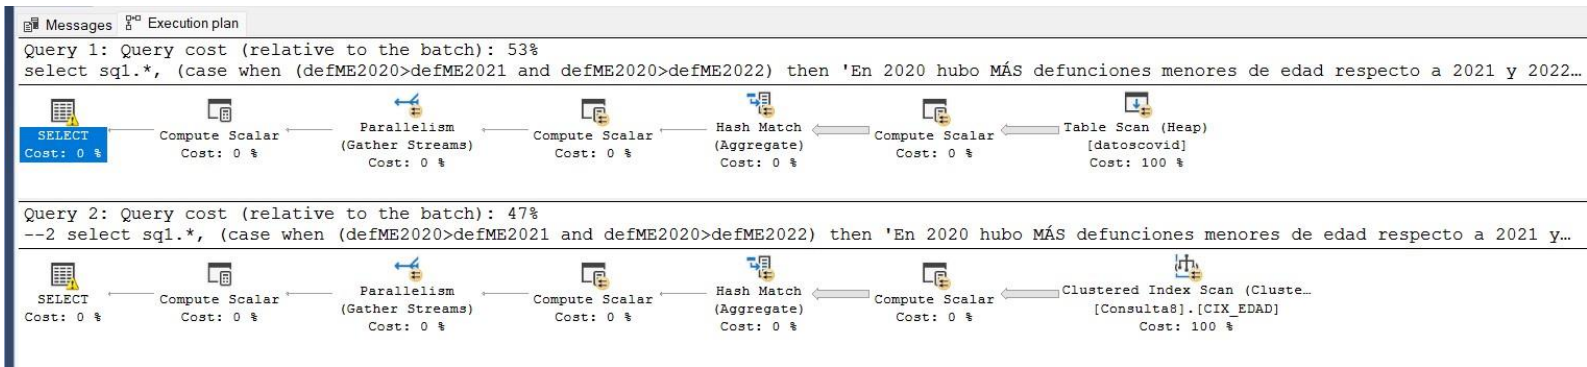 Messages Execution plan
Query 1: Query cost (relative to the batch): 53%
select sq1.*, (case when (defME2020>defME2021 and defME2020>defME2022) then 'En 2020 hubo MÁS defunciones menores de edad respecto a 2021 y 2022…
SELECT
Cost: 0 %
Compute Scalar
Cost: 0 %
Parallelism
(Gather Streams)
Cost: 0 %
Compute Scalar
Cost: 0 %
Hash Match
(Aggregate)
Cost: 0 %
Compute Scalar
Cost: 0 %
Table Scan (Heap)
[datoscovid]
Cost: 100 %
Query 2: Query cost (relative to the batch): 47%
--2 select sq1.*, (case when (defME2020>defME2021 and defME2020>defME2022) then 'En 2020 hubo MÁS defunciones menores de edad respecto a 2021 y…
SELECT
Cost: 0 %
Compute Scalar
Cost: 0 %
Parallelism
(Gather Streams)
Cost: 0 %
Compute Scalar
Cost: 0 %
Hash Match
(Aggregate)
Cost: 0 %
Compute Scalar
Cost: 0 %
Clustered Index Scan (Cluste…
[Consulta8].[CIX_EDAD]
Cost: 100 %